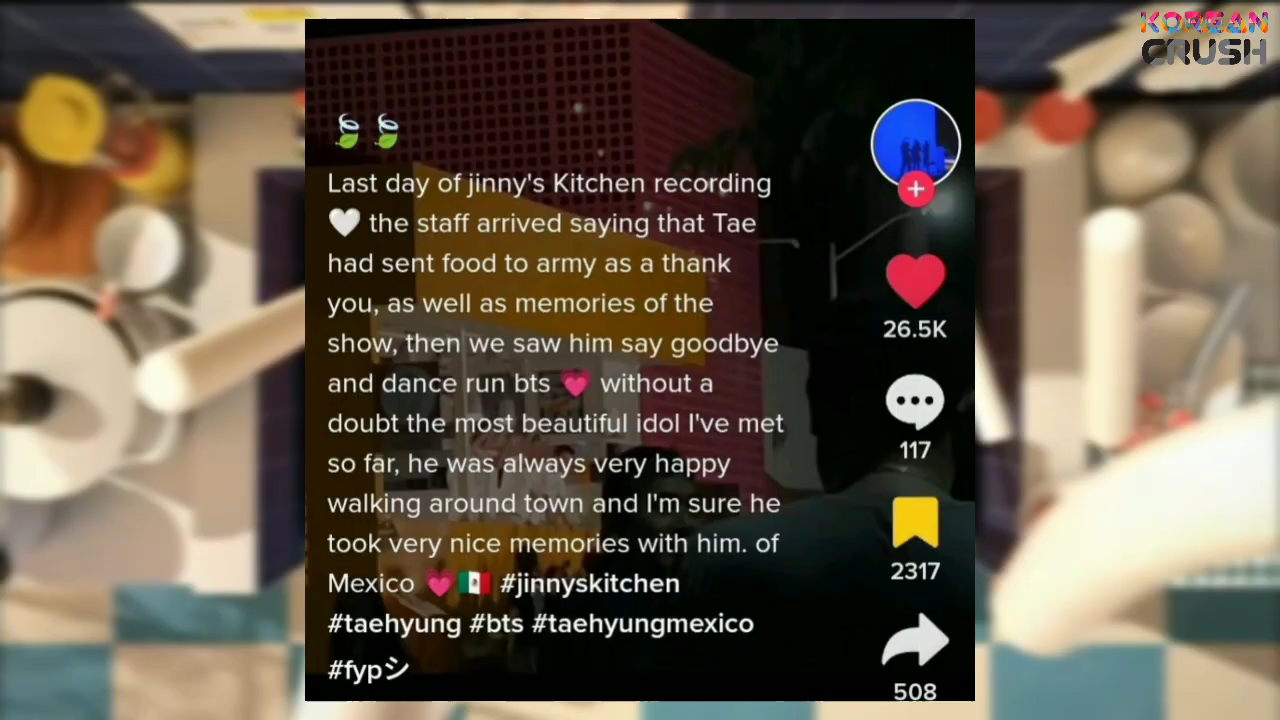 KOREAN
CRUSH
🍃🍃
Last day of jinny's Kitchen recording
🤍 the staff arrived saying that Tae
had sent food to army as a thank
you, as well as memories of the
show, then we saw him say goodbye
and dance run bts 💗 without a
doubt the most beautiful idol I've met
so far, he was always very happy
walking around town and I'm sure he
took very nice memories with him. of
Mexico 💗🇲🇽 #jinnyskitchen
#taehyung #bts #taehyungmexico
#fypシ
26.5K
117
2317
508